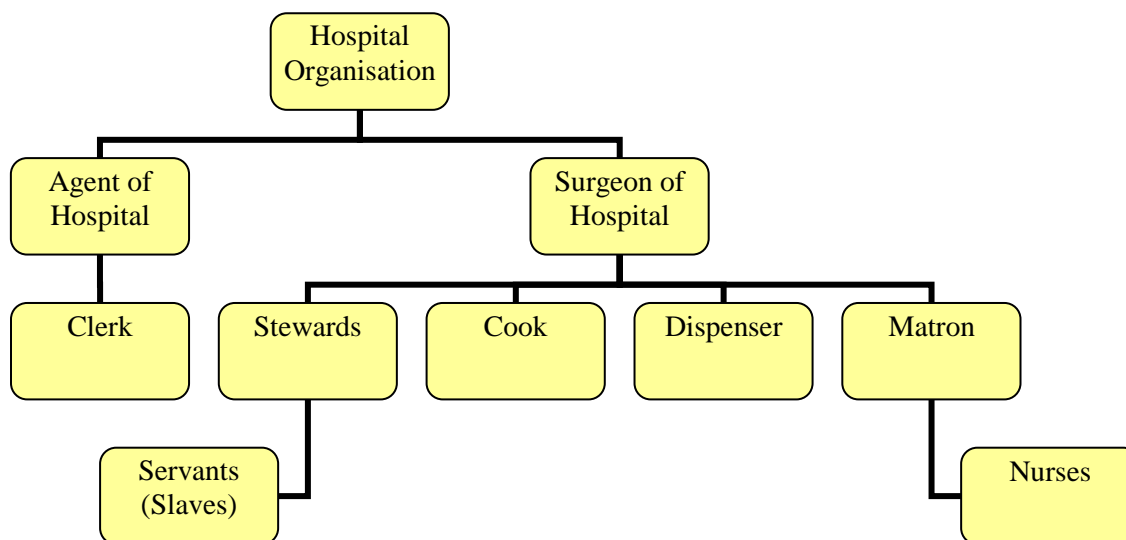 Hospital
Organisation
Agent of
Hospital
Surgeon of
Hospital
Clerk
Stewards
Cook
Dispenser
Matron
Servants
(Slaves)
Nurses